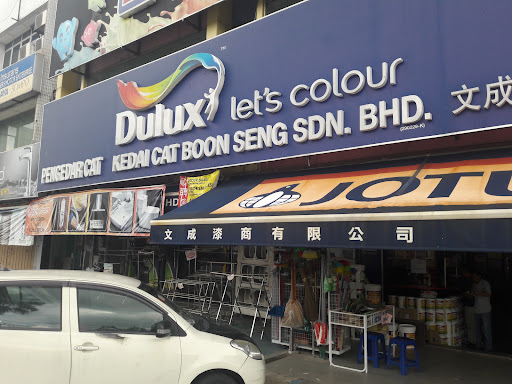 Dulux let's colour
PENGEDAR CAT KEDAI CAT BOON SENG SDN. BHD. 文成
JOTU
文成漆商有限公司
HD